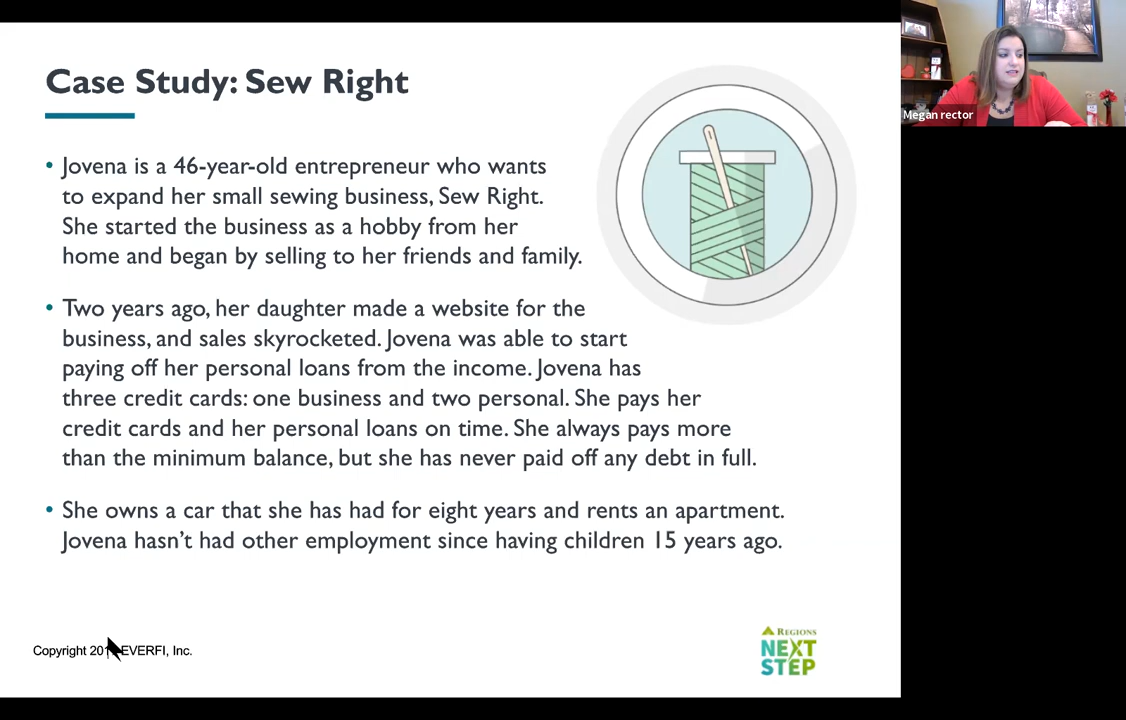 Case Study: Sew Right
• Jovena is a 46-year-old entrepreneur who wants
to expand her small sewing business, Sew Right.
She started the business as a hobby from her
home and began by selling to her friends and family.
• Two years ago, her daughter made a website for the
business, and sales skyrocketed. Jovena was able to start
paying off her personal loans from the income. Jovena has
three credit cards: one business and two personal. She pays her
credit cards and her personal loans on time. She always pays more
than the minimum balance, but she has never paid off any debt in full.
• She owns a car that she has had for eight years and rents an apartment.
Jovena hasn't had other employment since having children 15 years ago.
Copyright EVERFI, Inc.
REGIONS
NEXT
STEP
Megan rector